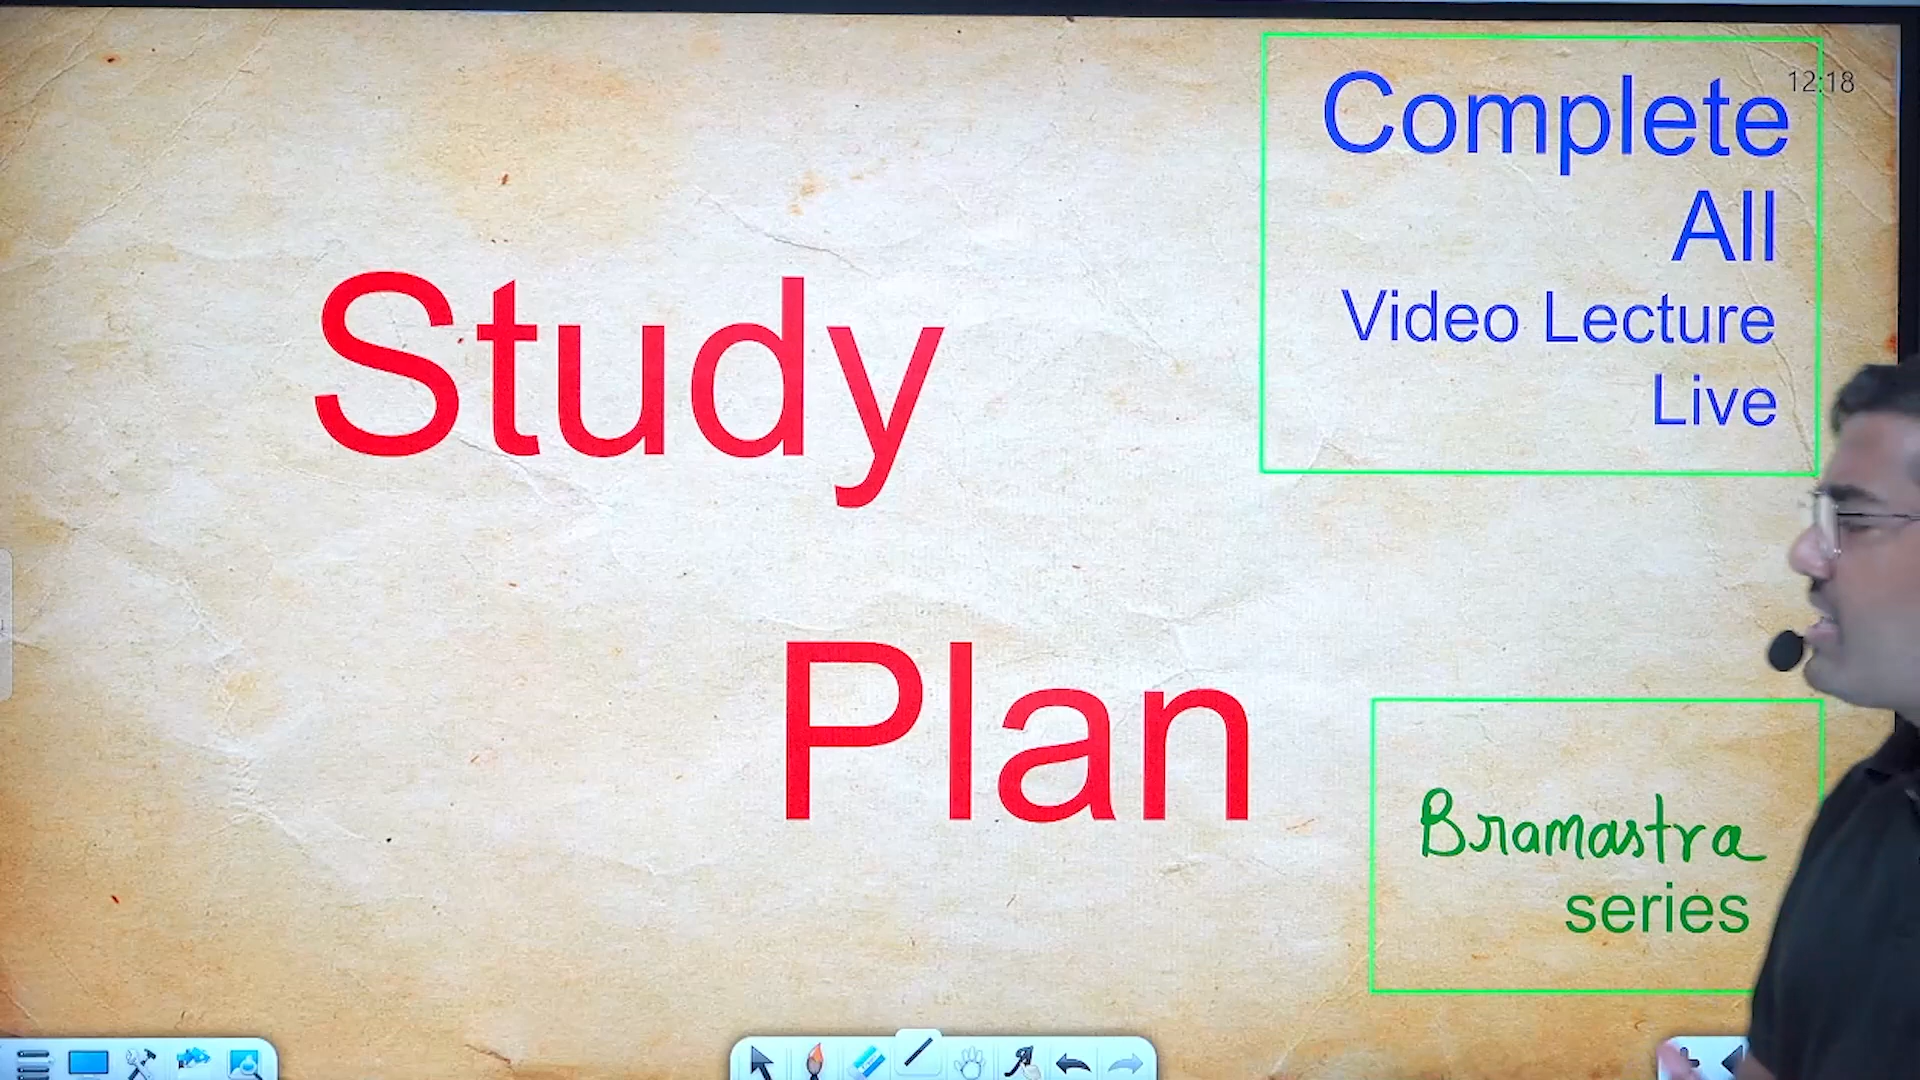 Study
Plan
Complete
12:18
All
Video Lecture
Live
Bramastra
series